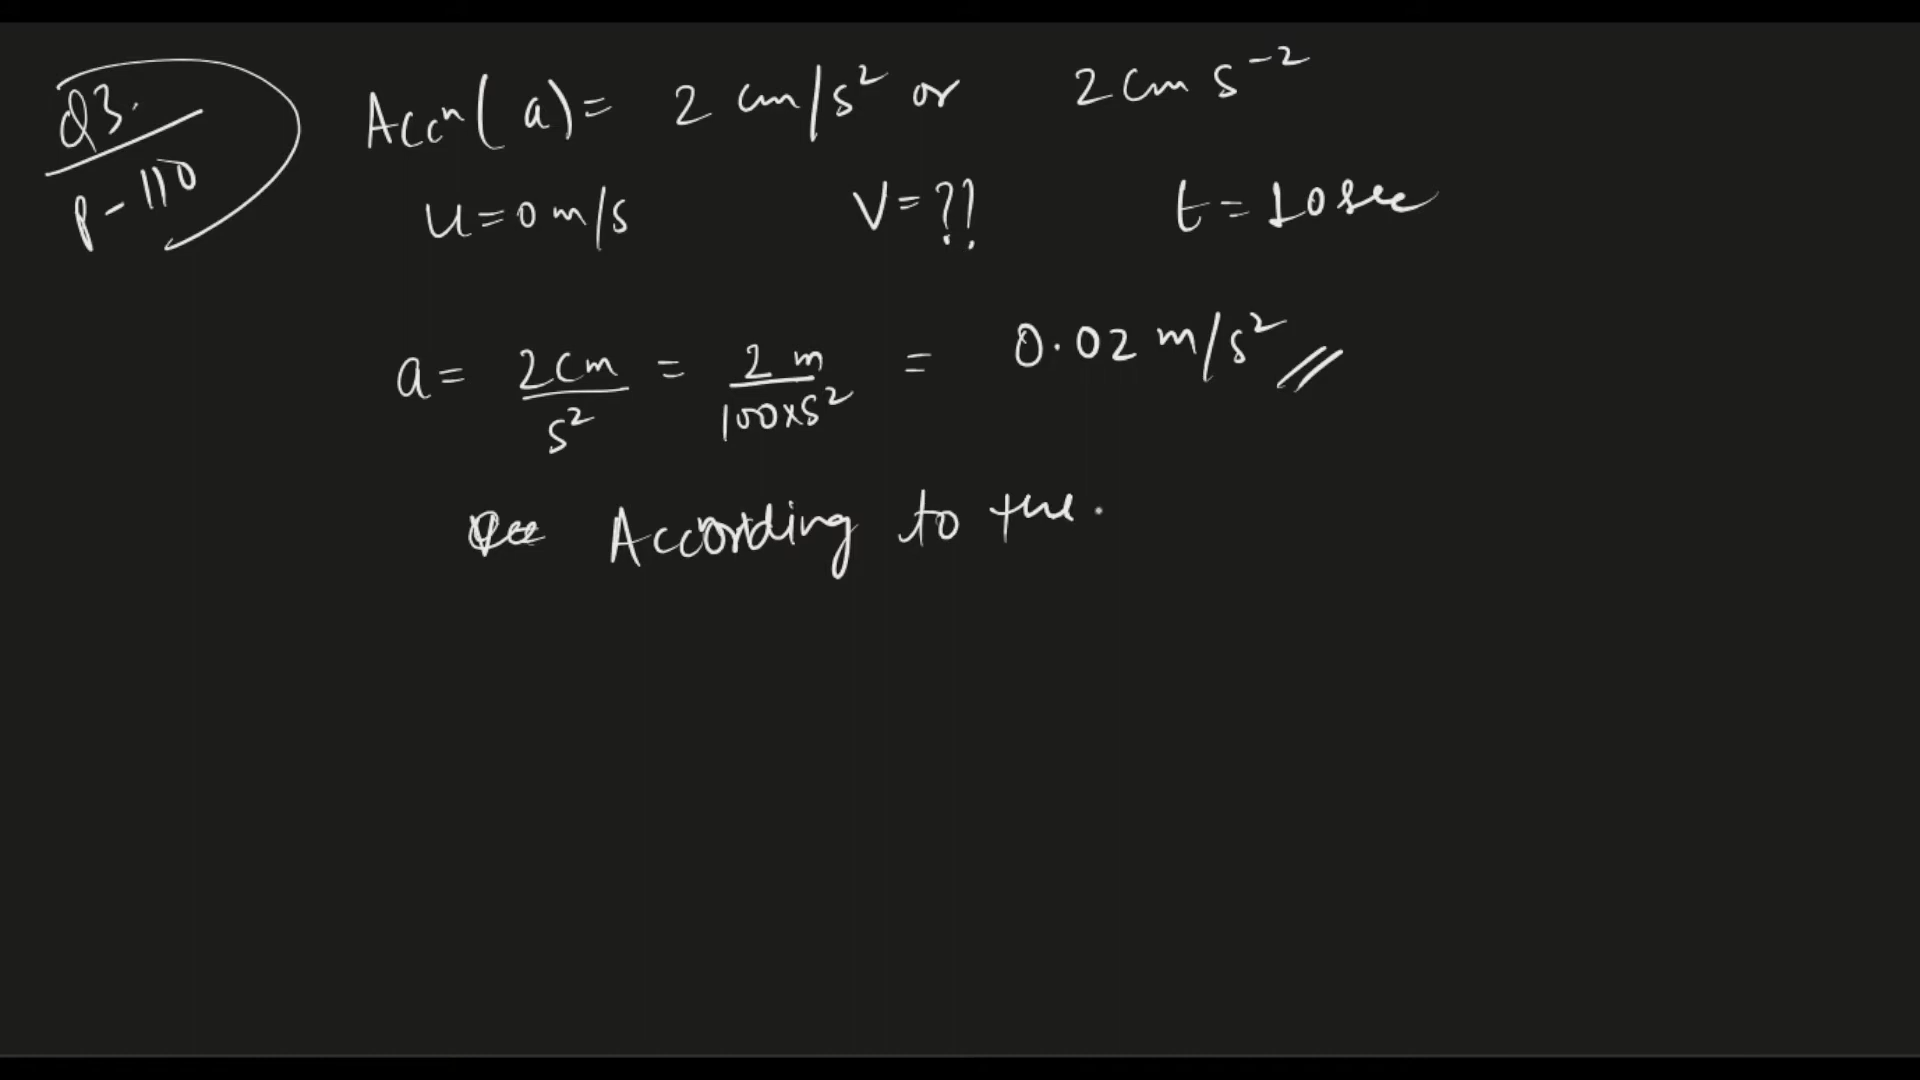 Q3.
P-110
Accⁿ(a) = 2 cm/s² or 2 cm s⁻²
u = 0 m/s V = ?? t = 10 sec
a = 2cm/s² = 2 m/100×s² = 0.02 m/s² //
According to the.